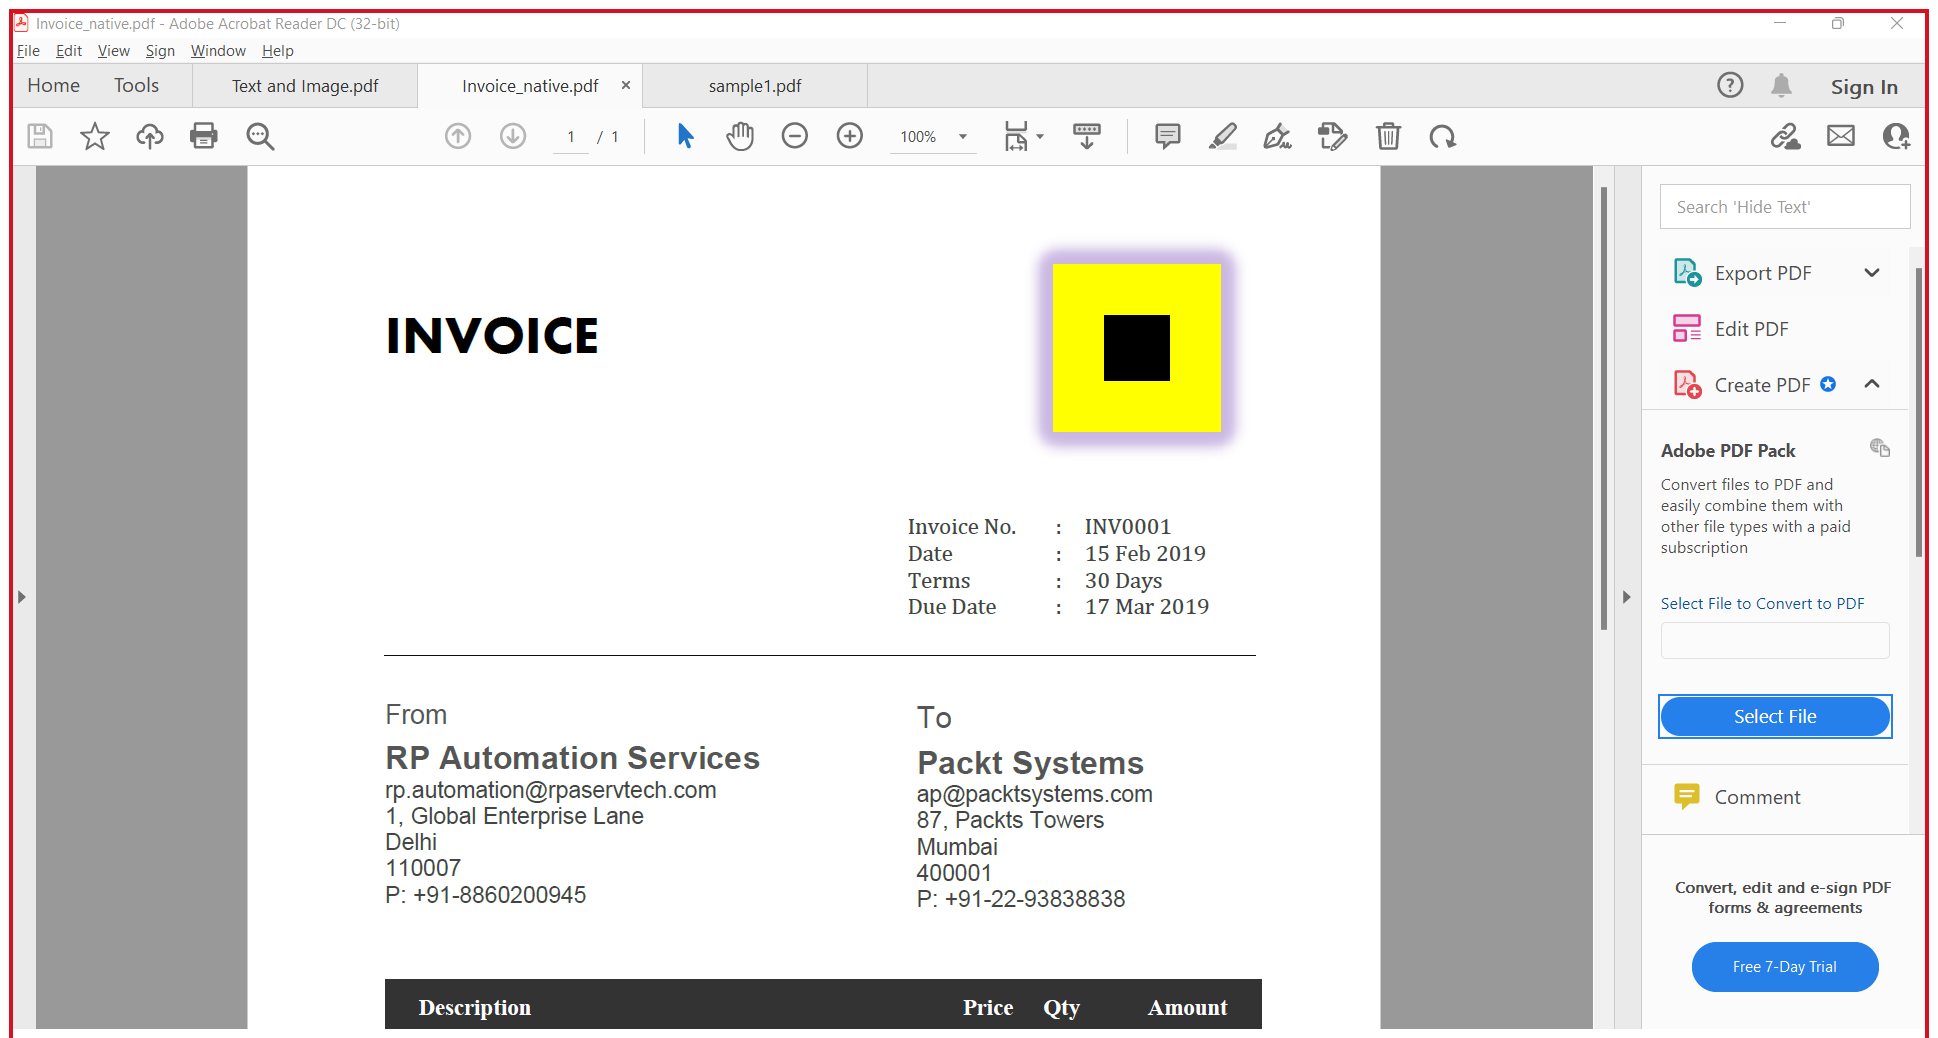 Invoice_native.pdf - Adobe Acrobat Reader DC (32-bit)
File Edit View Sign Window Help
Home Tools Text and Image.pdf Invoice_native.pdf × sample1.pdf ? Sign In
1 / 1 100%
INVOICE
Invoice No. : INV0001
Date : 15 Feb 2019
Terms : 30 Days
Due Date : 17 Mar 2019
From
RP Automation Services
rp.automation@rpaservtech.com
1, Global Enterprise Lane
Delhi
110007
P: +91-8860200945
To
Packt Systems
ap@packtsystems.com
87, Packts Towers
Mumbai
400001
P: +91-22-93838838
Description Price Qty Amount
Search 'Hide Text'
Export PDF
Edit PDF
Create PDF
Adobe PDF Pack
Convert files to PDF and
easily combine them with
other file types with a paid
subscription
Select File to Convert to PDF
Select File
Comment
Convert, edit and e-sign PDF
forms & agreements
Free 7-Day Trial